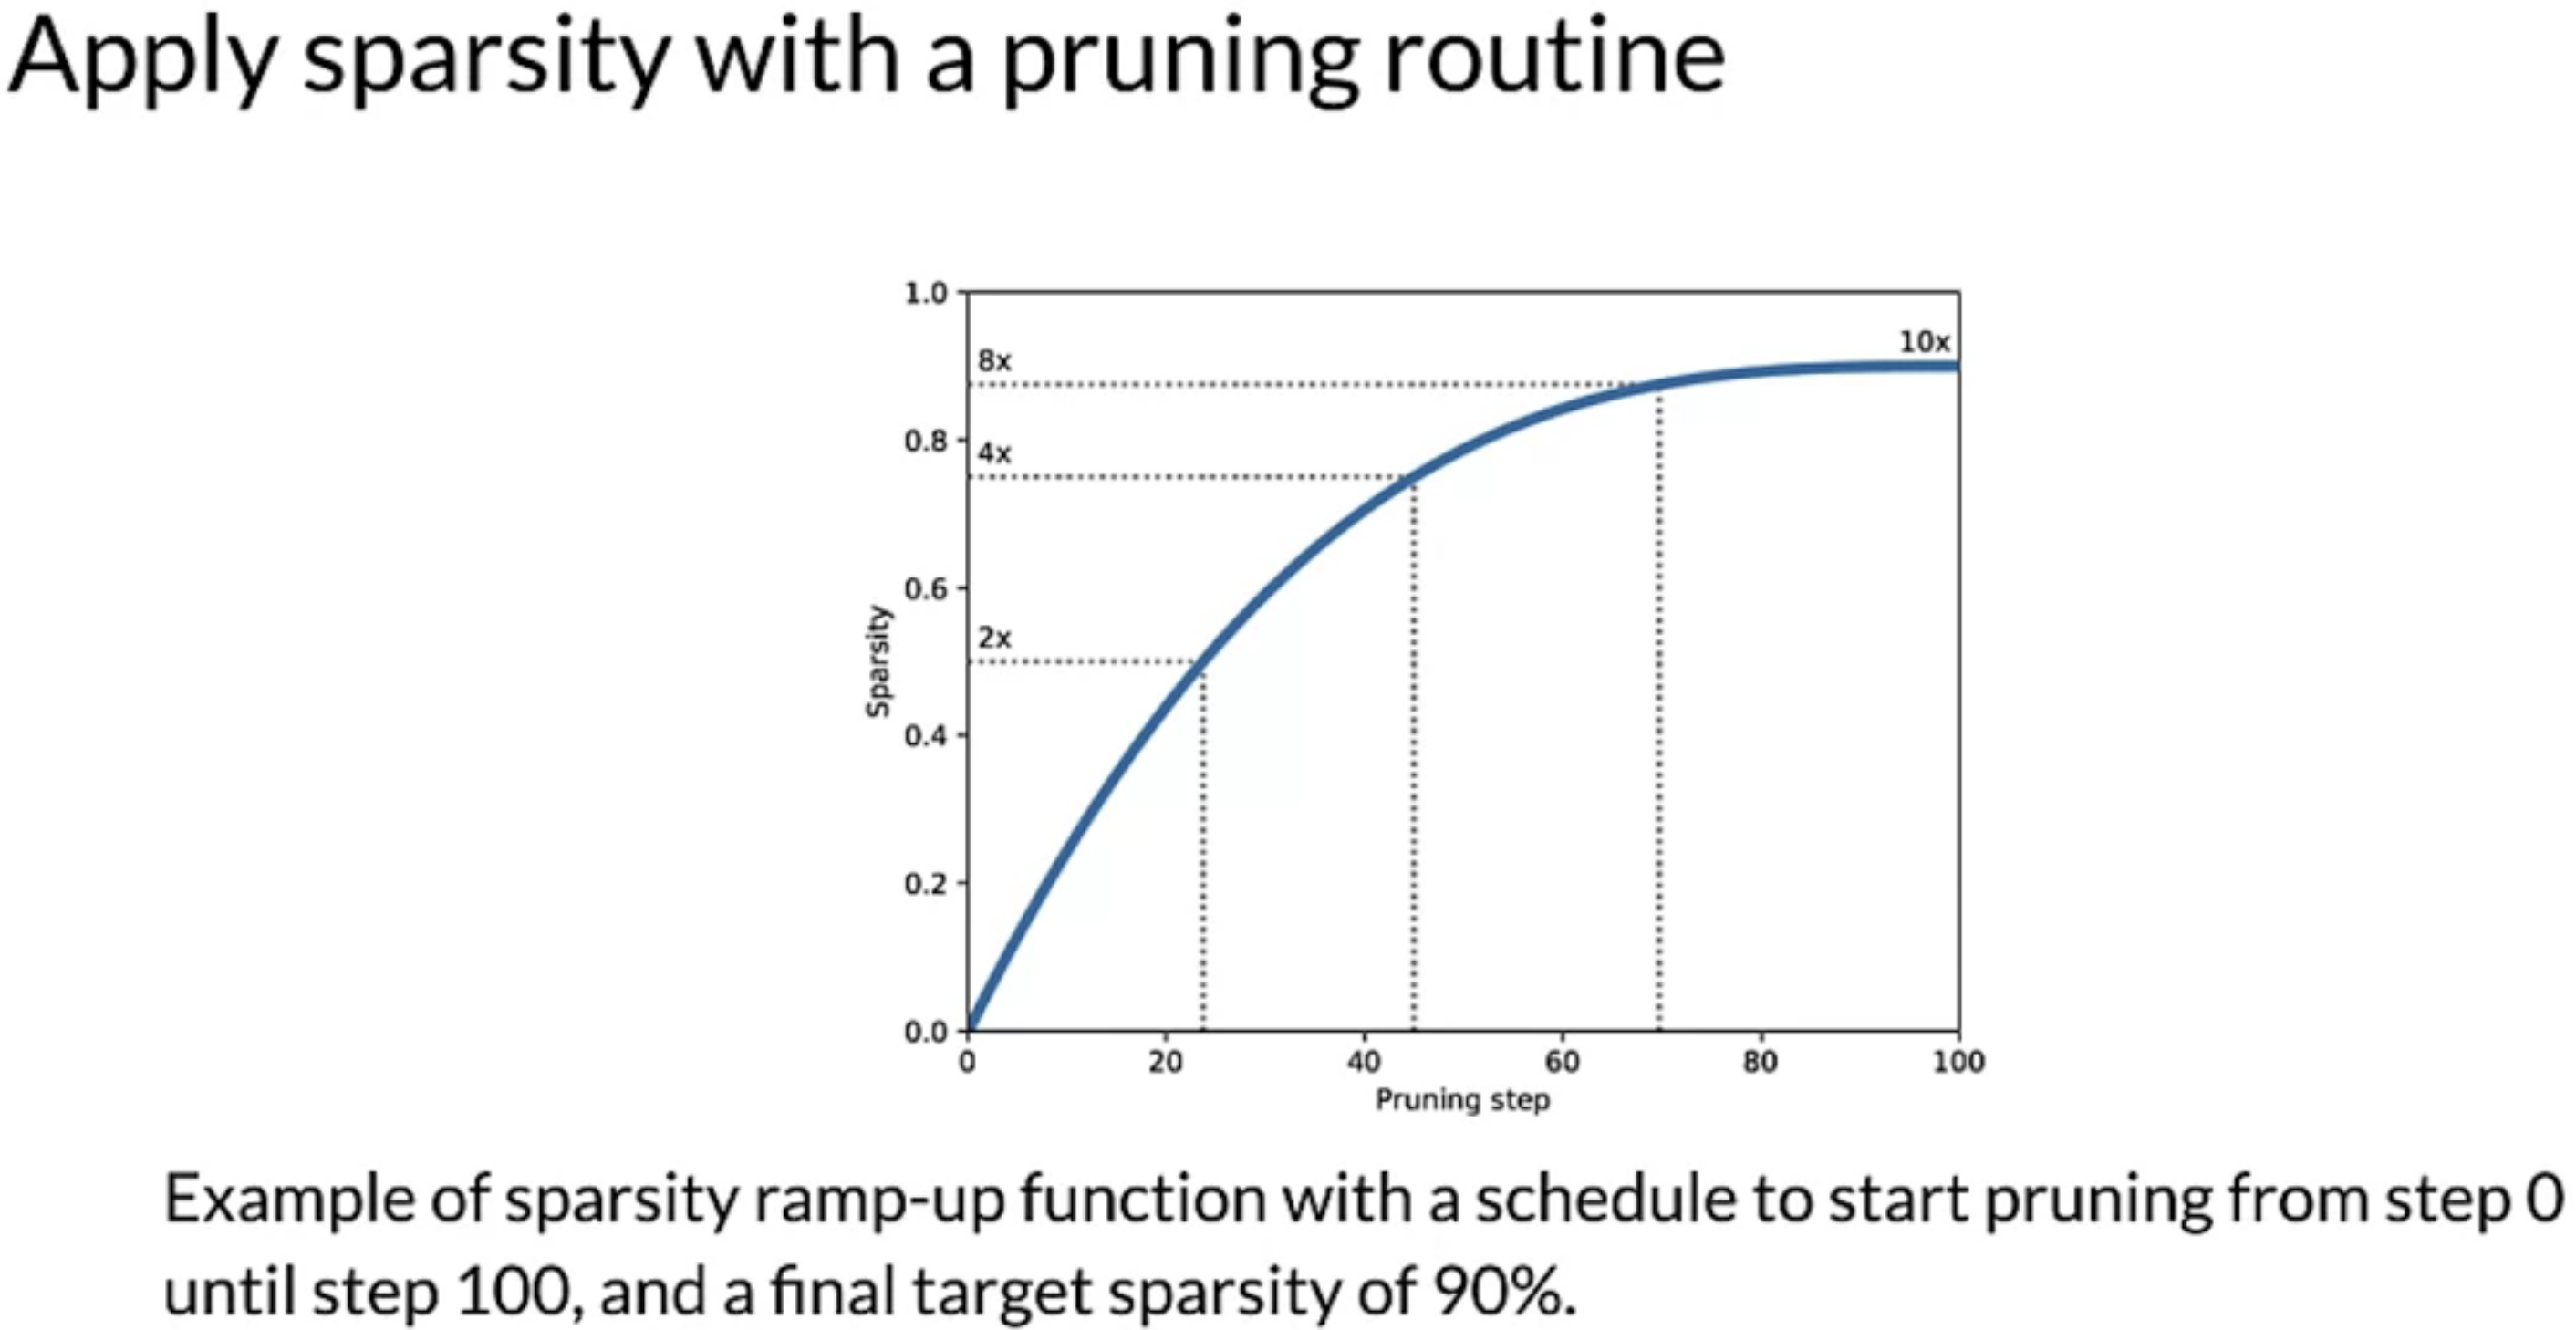 Apply sparsity with a pruning routine
1.0
10x
8x
0.8
4x
0.6
2x
Sparsity
0.4
0.2
0.0
0 20 40 60 80 100
Pruning step
Example of sparsity ramp-up function with a schedule to start pruning from step 0
until step 100, and a final target sparsity of 90%.